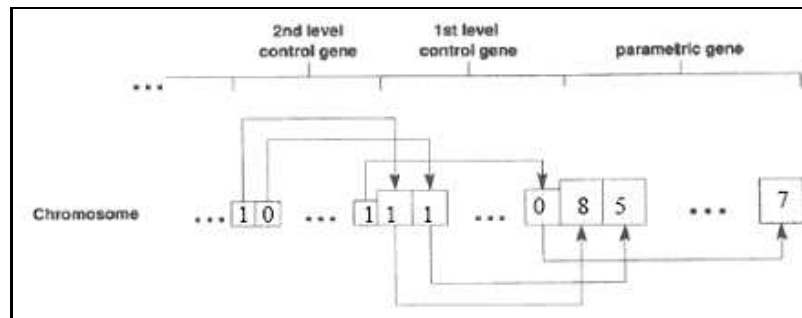 2nd level control gene
1st level control gene
parametric gene
...
Chromosome ... 1 0 ... 1 1 1 ... 0 8 5 ... 7